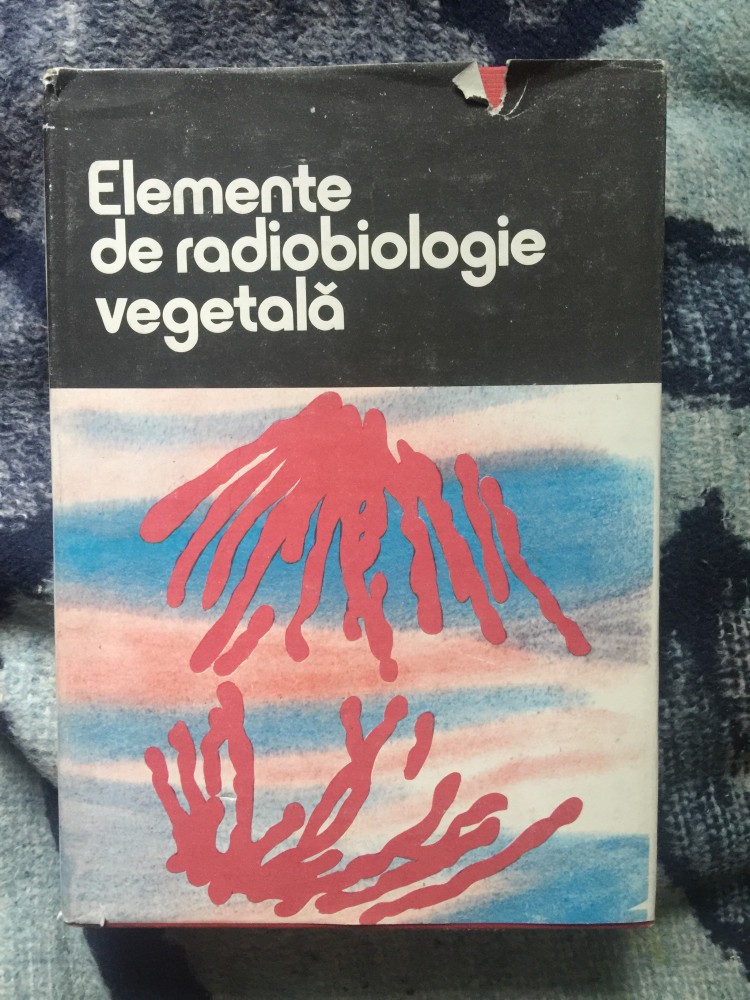 Elemente
de radiobiologie
vegetală